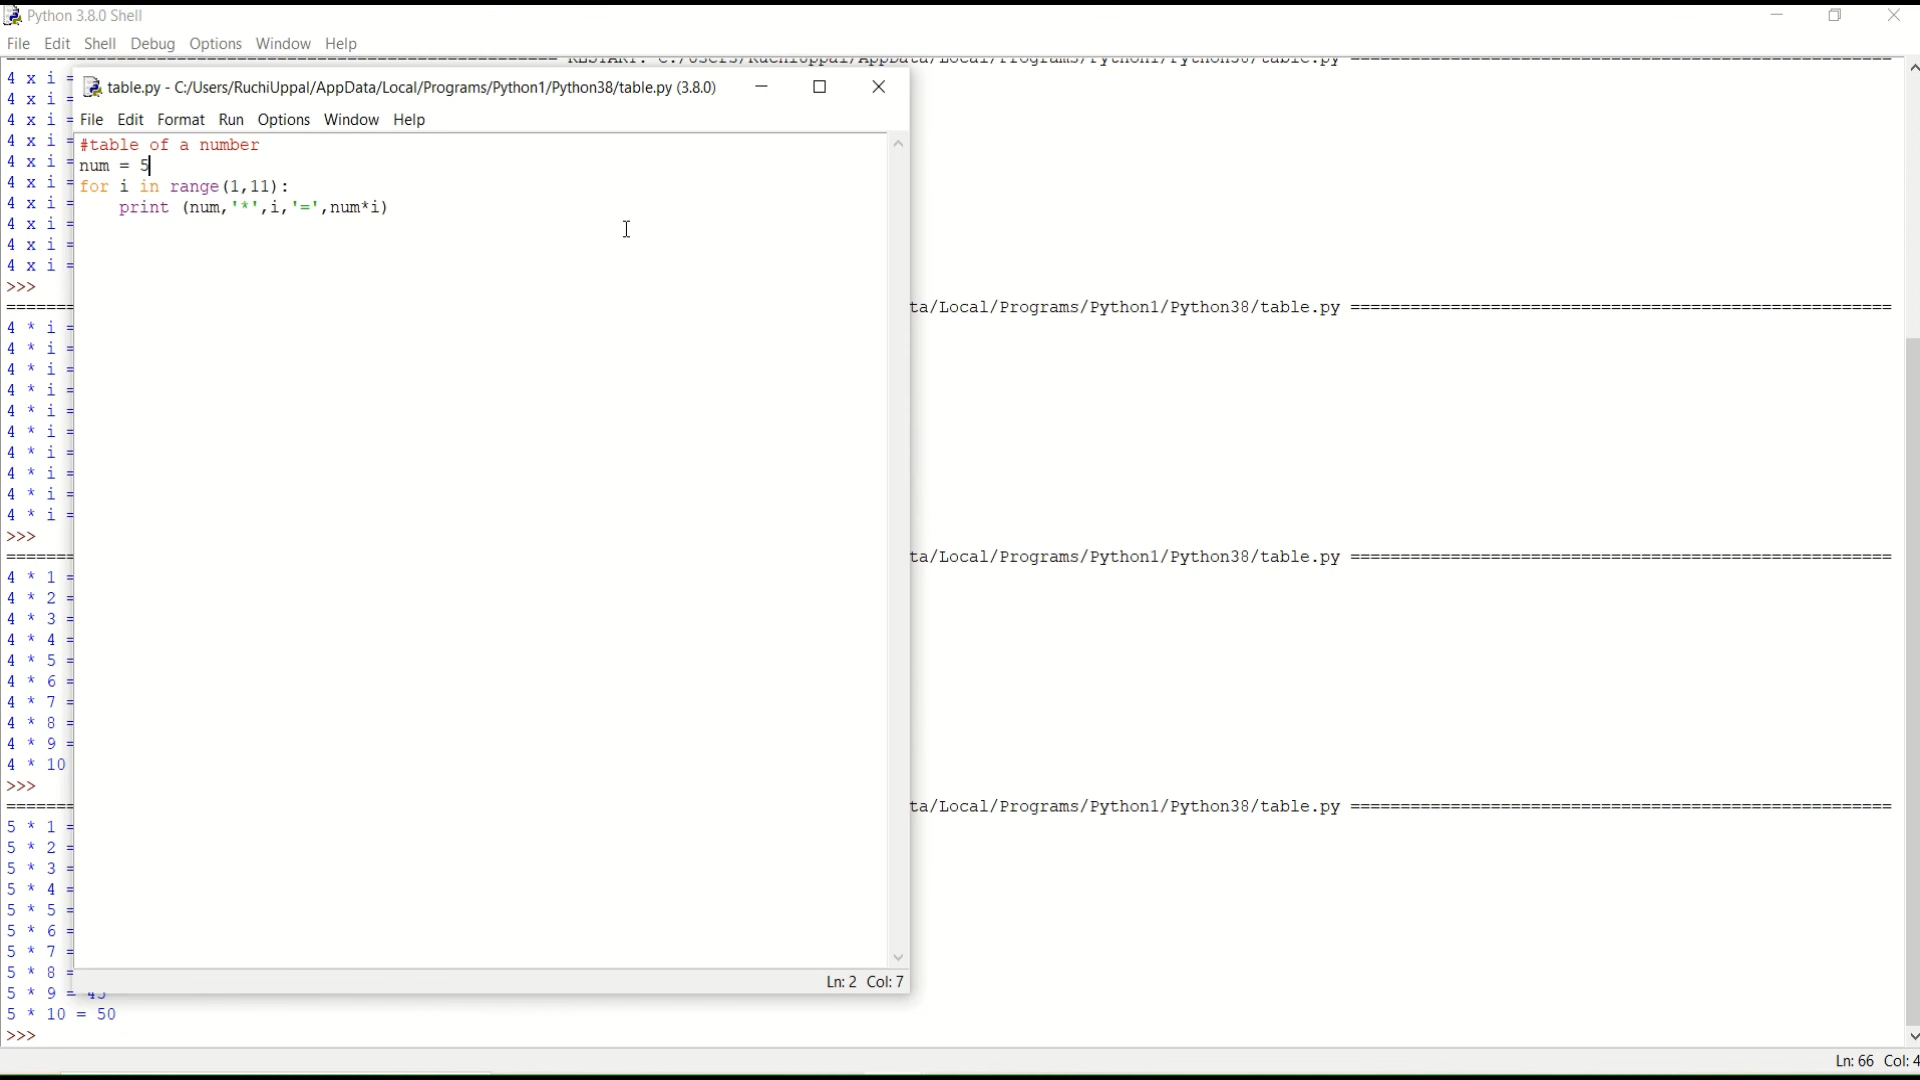 Python 3.8.0 Shell
File Edit Shell Debug Options Window Help
4 x i =
4 x i =
4 x i =
4 x i =
4 x i =
4 x i =
4 x i =
4 x i =
4 x i =
4 x i =
>>>
ta/Local/Programs/Python1/Python38/table.py ======================================================
4 * i =
4 * i =
4 * i =
4 * i =
4 * i =
4 * i =
4 * i =
4 * i =
4 * i =
4 * i =
>>>
ta/Local/Programs/Python1/Python38/table.py ======================================================
4 * 1 =
4 * 2 =
4 * 3 =
4 * 4 =
4 * 5 =
4 * 6 =
4 * 7 =
4 * 8 =
4 * 9 =
4 * 10
>>>
ta/Local/Programs/Python1/Python38/table.py ======================================================
5 * 1 =
5 * 2 =
5 * 3 =
5 * 4 =
5 * 5 =
5 * 6 =
5 * 7 =
5 * 8 =
5 * 9 = 45
5 * 10 = 50
>>>
Ln: 66 Col: 4
table.py - C:/Users/RuchiUppal/AppData/Local/Programs/Python1/Python38/table.py (3.8.0)
File Edit Format Run Options Window Help
#table of a number
num = 5
for i in range(1,11):
    print (num,'*',i,'=',num*i)
Ln: 2 Col: 7